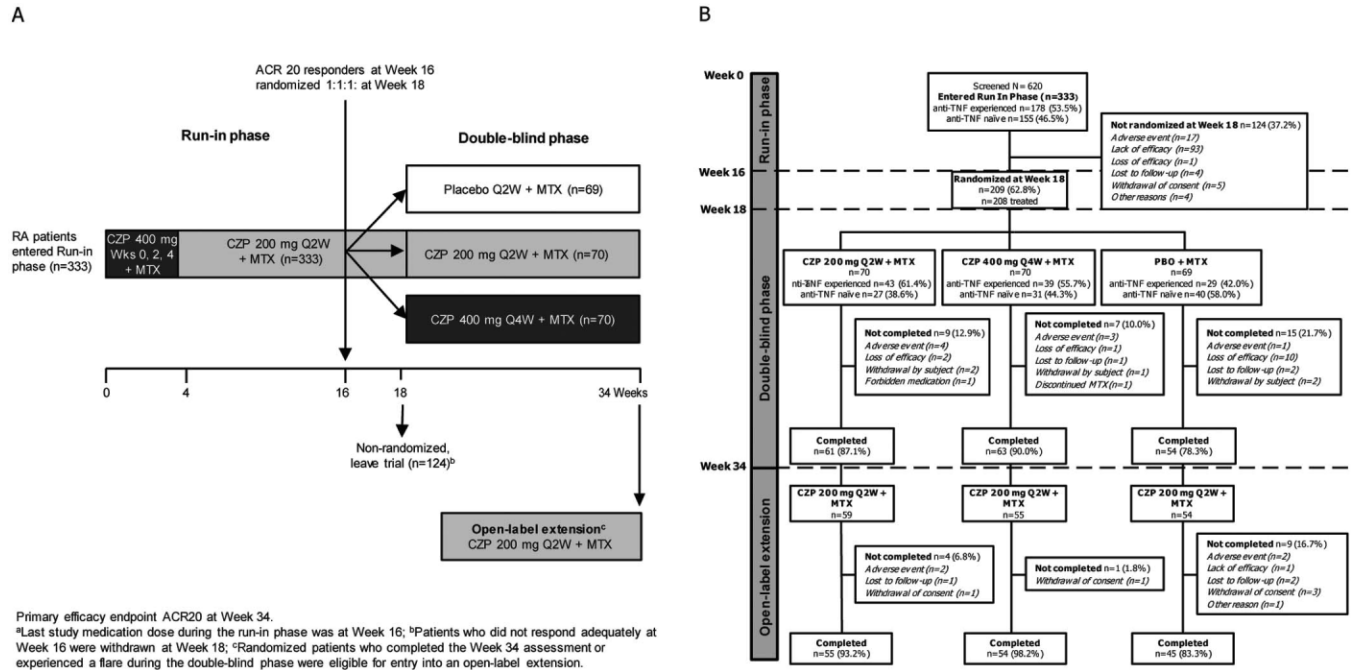 A
ACR 20 responders at Week 16
randomized 1:1:1: at Week 18
Run-in phase
Double-blind phase
Placebo Q2W + MTX (n=69)
RA patients
entered Run-in
phase (n=333)
CZP 400 mg
Wks 0, 2, 4
+ MTX
CZP 200 mg Q2W
+ MTX (n=333)
CZP 200 mg Q2W + MTX (n=70)
CZP 400 mg Q4W + MTX (n=70)
0
4
16
18
34 Weeks
Non-randomized,
leave trial (n=124)b
Open-label extensionc
CZP 200 mg Q2W + MTX
Primary efficacy endpoint ACR20 at Week 34.
aLast study medication dose during the run-in phase was at Week 16; bPatients who did not respond adequately at
Week 16 were withdrawn at Week 18; cRandomized patients who completed the Week 34 assessment or
experienced a flare during the double-blind phase were eligible for entry into an open-label extension.
B
Week 0
Run-in phase
Screened N= 620
Entered Run In Phase (n=333)
anti-TNF experienced n=178 (53.5%)
anti-TNF naïve n=155 (46.5%)
Not randomized at Week 18 n=124 (37.2%)
Adverse event (n=17)
Lack of efficacy (n=93)
Loss of efficacy (n=1)
Lost to follow-up (n=4)
Withdrawal of consent (n=5)
Other reasons (n=4)
Week 16
Randomized at Week 18
n=209 (62.8%)
n=208 treated
Week 18
Double-blind phase
CZP 200 mg Q2W + MTX
n=70
nti-TNF experienced n=43 (61.4%)
anti-TNF naïve n=27 (38.6%)
CZP 400 mg Q4W + MTX
n=70
anti-TNF experienced n=39 (55.7%)
anti-TNF naïve n=31 (44.3%)
PBO + MTX
n=69
anti-TNF experienced n=29 (42.0%)
anti-TNF naïve n=40 (58.0%)
Not completed n=9 (12.9%)
Adverse event (n=4)
Loss of efficacy (n=2)
Withdrawal by subject (n=2)
Forbidden medication (n=1)
Not completed n=7 (10.0%)
Adverse event (n=3)
Loss of efficacy (n=1)
Lost to follow-up (n=1)
Withdrawal by subject (n=1)
Discontinued MTX(n=1)
Not completed n=15 (21.7%)
Adverse event (n=1)
Loss of efficacy (n=10)
Lost to follow-up (n=2)
Withdrawal by subject (n=2)
Completed
n=61 (87.1%)
Completed
n=63 (90.0%)
Completed
n=54 (78.3%)
Week 34
Open-label extension
CZP 200 mg Q2W +
MTX
n=59
CZP 200 mg Q2W +
MTX
n=55
CZP 200 mg Q2W +
MTX
n=54
Not completed n=4 (6.8%)
Adverse event (n=2)
Lost to follow-up (n=1)
Withdrawal of consent (n=1)
Not completed n=1 (1.8%)
Withdrawal of consent (n=1)
Not completed n=9 (16.7%)
Adverse event (n=2)
Lack of efficacy (n=1)
Lost to follow-up (n=2)
Withdrawal of consent (n=3)
Other reason (n=1)
Completed
n=55 (93.2%)
Completed
n=54 (98.2%)
Completed
n=45 (83.3%)